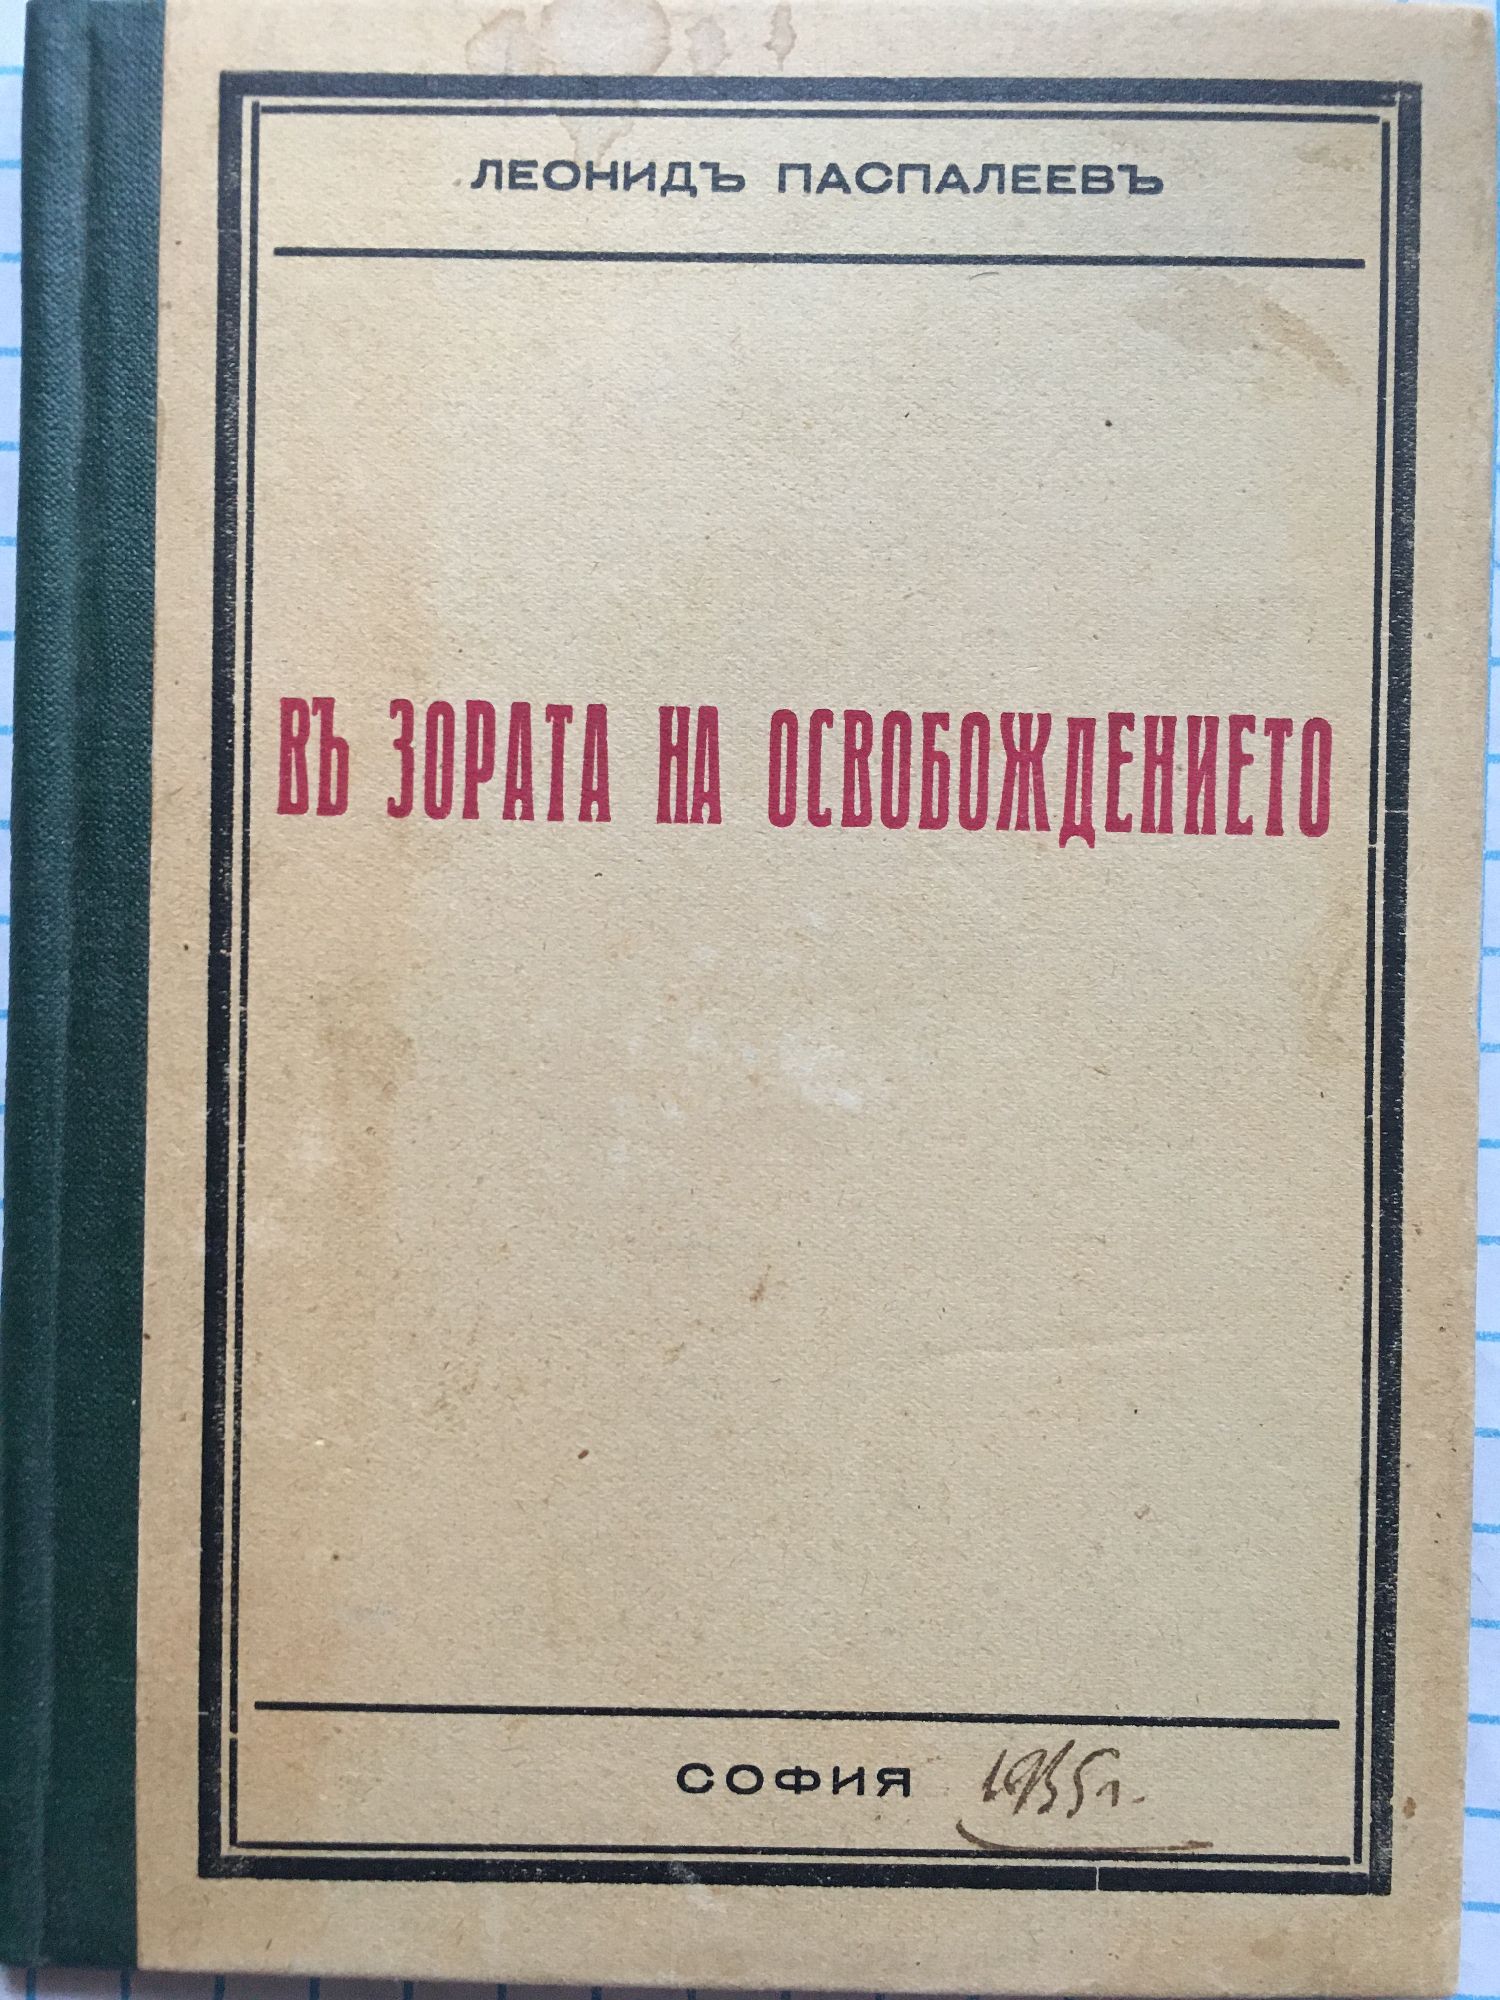 ЛЕОНИДЪ ПАСПАЛЕЕВЪ
ВЪ ЗОРАТА НА ОСВОБОЖДЕНИЕТО
СОФИЯ 1935 г.